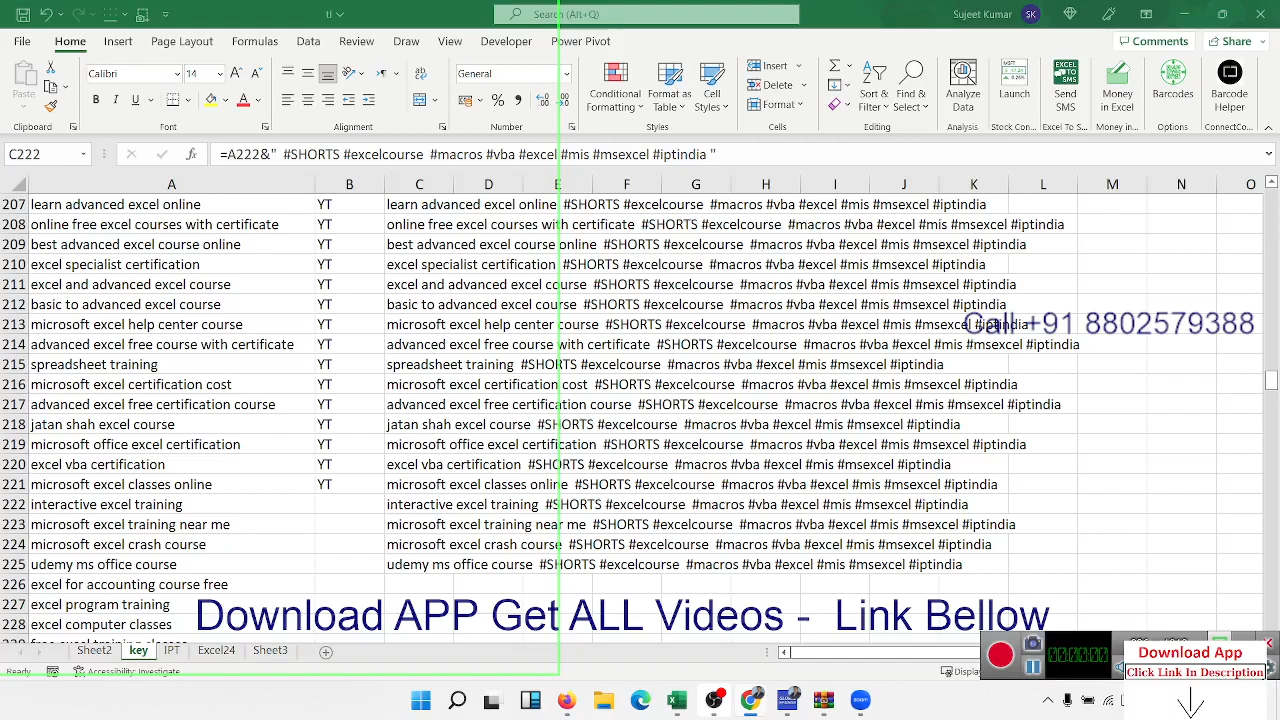 tl
Search (Alt+Q)
Sujeet Kumar SK
File Home Insert Page Layout Formulas Data Review Draw View Developer Help Power Pivot Comments Share
Calibri 14 General
Paste Conditional Formatting Format as Table Cell Styles Insert Delete Format Sort & Filter Find & Select Analyze Data Launch Send SMS Money in Excel Barcodes Barcode Helper
Clipboard Font Alignment Number Styles Cells Editing Analysis Stock Con... Excel To S... Money in... Options ConnectCo...
C222 =A222&"  #SHORTS #excelcourse  #macros #vba #excel #mis #msexcel #iptindia "
A B C D E F G H I J K L M N O
207 learn advanced excel online YT learn advanced excel online  #SHORTS #excelcourse  #macros #vba #excel #mis #msexcel #iptindia
208 online free excel courses with certificate YT online free excel courses with certificate  #SHORTS #excelcourse  #macros #vba #excel #mis #msexcel #iptindia
209 best advanced excel course online YT best advanced excel course online  #SHORTS #excelcourse  #macros #vba #excel #mis #msexcel #iptindia
210 excel specialist certification YT excel specialist certification  #SHORTS #excelcourse  #macros #vba #excel #mis #msexcel #iptindia
211 excel and advanced excel course YT excel and advanced excel course  #SHORTS #excelcourse  #macros #vba #excel #mis #msexcel #iptindia
212 basic to advanced excel course YT basic to advanced excel course  #SHORTS #excelcourse  #macros #vba #excel #mis #msexcel #iptindia
213 microsoft excel help center course YT microsoft excel help center course  #SHORTS #excelcourse  #macros #vba #excel #mis #msexcel #iptindia
Call +91 8802579388
214 advanced excel free course with certificate YT advanced excel free course with certificate  #SHORTS #excelcourse  #macros #vba #excel #mis #msexcel #iptindia
215 spreadsheet training YT spreadsheet training  #SHORTS #excelcourse  #macros #vba #excel #mis #msexcel #iptindia
216 microsoft excel certification cost YT microsoft excel certification cost  #SHORTS #excelcourse  #macros #vba #excel #mis #msexcel #iptindia
217 advanced excel free certification course YT advanced excel free certification course  #SHORTS #excelcourse  #macros #vba #excel #mis #msexcel #iptindia
218 jatan shah excel course YT jatan shah excel course  #SHORTS #excelcourse  #macros #vba #excel #mis #msexcel #iptindia
219 microsoft office excel certification YT microsoft office excel certification  #SHORTS #excelcourse  #macros #vba #excel #mis #msexcel #iptindia
220 excel vba certification YT excel vba certification  #SHORTS #excelcourse  #macros #vba #excel #mis #msexcel #iptindia
221 microsoft excel classes online YT microsoft excel classes online  #SHORTS #excelcourse  #macros #vba #excel #mis #msexcel #iptindia
222 interactive excel training interactive excel training  #SHORTS #excelcourse  #macros #vba #excel #mis #msexcel #iptindia
223 microsoft excel training near me microsoft excel training near me  #SHORTS #excelcourse  #macros #vba #excel #mis #msexcel #iptindia
224 microsoft excel crash course microsoft excel crash course  #SHORTS #excelcourse  #macros #vba #excel #mis #msexcel #iptindia
225 udemy ms office course udemy ms office course  #SHORTS #excelcourse  #macros #vba #excel #mis #msexcel #iptindia
226 excel for accounting course free
227 excel program training
228 excel computer classes
Download APP Get ALL Videos -  Link Bellow
Sheet2 key IPT Excel24 Sheet3
Ready Accessibility: Investigate Display
00:00:00
Download App
Click Link In Description
ENG